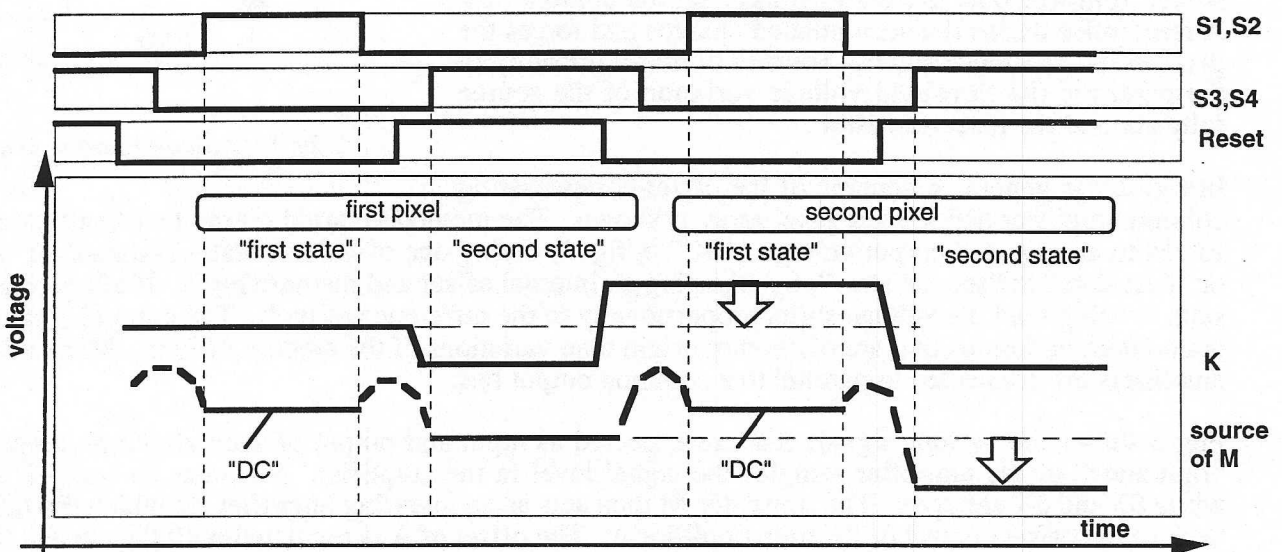 S1,S2
S3,S4
Reset
first pixel
second pixel
"first state"
"second state"
"first state"
"second state"
voltage
K
source
of M
"DC"
"DC"
time